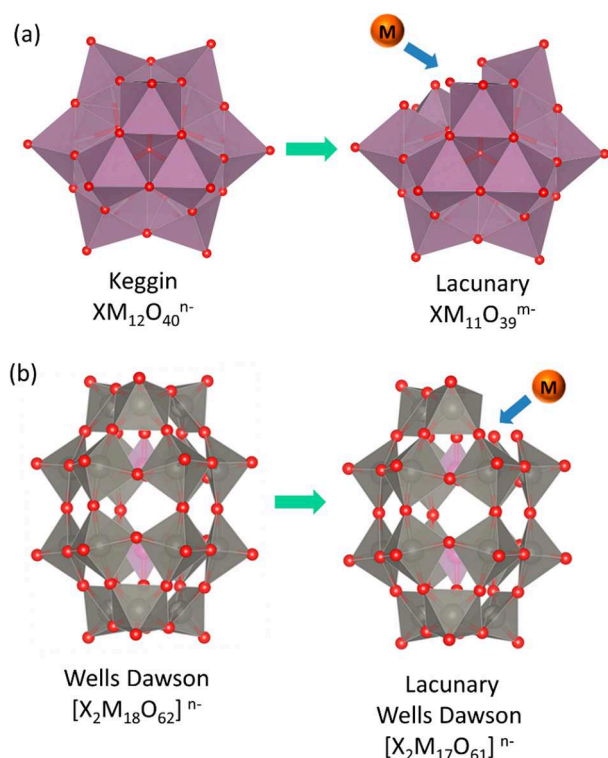 (a)
M
Keggin
XM₁₂O₄₀ⁿ⁻
Lacunary
XM₁₁O₃₉ᵐ⁻
(b)
M
Wells Dawson
[X₂M₁₈O₆₂] ⁿ⁻
Lacunary
Wells Dawson
[X₂M₁₇O₆₁] ⁿ⁻